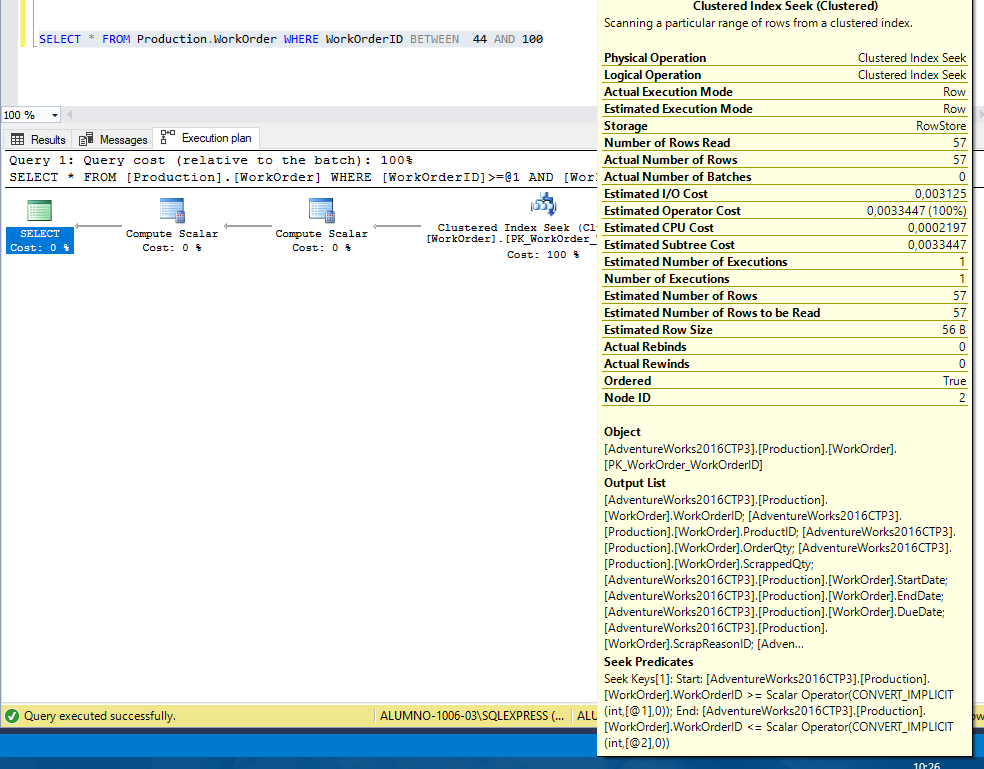 SELECT * FROM Production.WorkOrder WHERE WorkOrderID BETWEEN  44 AND 100
100 %
Results
Messages
Execution plan
Query 1: Query cost (relative to the batch): 100%
SELECT * FROM [Production].[WorkOrder] WHERE [WorkOrderID]>=@1 AND [Wor
SELECT
Cost: 0 %
Compute Scalar
Cost: 0 %
Compute Scalar
Cost: 0 %
Clustered Index Seek (Cl
[WorkOrder].[PK_WorkOrder_
Cost: 100 %
Clustered Index Seek (Clustered)
Scanning a particular range of rows from a clustered index.
Physical Operation Clustered Index Seek
Logical Operation Clustered Index Seek
Actual Execution Mode Row
Estimated Execution Mode Row
Storage RowStore
Number of Rows Read 57
Actual Number of Rows 57
Actual Number of Batches 0
Estimated I/O Cost 0,003125
Estimated Operator Cost 0,0033447 (100%)
Estimated CPU Cost 0,0002197
Estimated Subtree Cost 0,0033447
Estimated Number of Executions 1
Number of Executions 1
Estimated Number of Rows 57
Estimated Number of Rows to be Read 57
Estimated Row Size 56 B
Actual Rebinds 0
Actual Rewinds 0
Ordered True
Node ID 2
Object
[AdventureWorks2016CTP3].[Production].[WorkOrder].
[PK_WorkOrder_WorkOrderID]
Output List
[AdventureWorks2016CTP3].[Production].
[WorkOrder].WorkOrderID; [AdventureWorks2016CTP3].
[Production].[WorkOrder].ProductID; [AdventureWorks2016CTP3].
[Production].[WorkOrder].OrderQty; [AdventureWorks2016CTP3].
[Production].[WorkOrder].ScrappedQty;
[AdventureWorks2016CTP3].[Production].[WorkOrder].StartDate;
[AdventureWorks2016CTP3].[Production].[WorkOrder].EndDate;
[AdventureWorks2016CTP3].[Production].[WorkOrder].DueDate;
[AdventureWorks2016CTP3].[Production].
[WorkOrder].ScrapReasonID; [Adven...
Seek Predicates
Seek Keys[1]: Start: [AdventureWorks2016CTP3].[Production].
[WorkOrder].WorkOrderID >= Scalar Operator(CONVERT_IMPLICIT
(int,[@1],0)); End: [AdventureWorks2016CTP3].[Production].
[WorkOrder].WorkOrderID <= Scalar Operator(CONVERT_IMPLICIT
(int,[@2],0))
Query executed successfully.
ALUMNO-1006-03\SQLEXPRESS (...
ALU
10:26